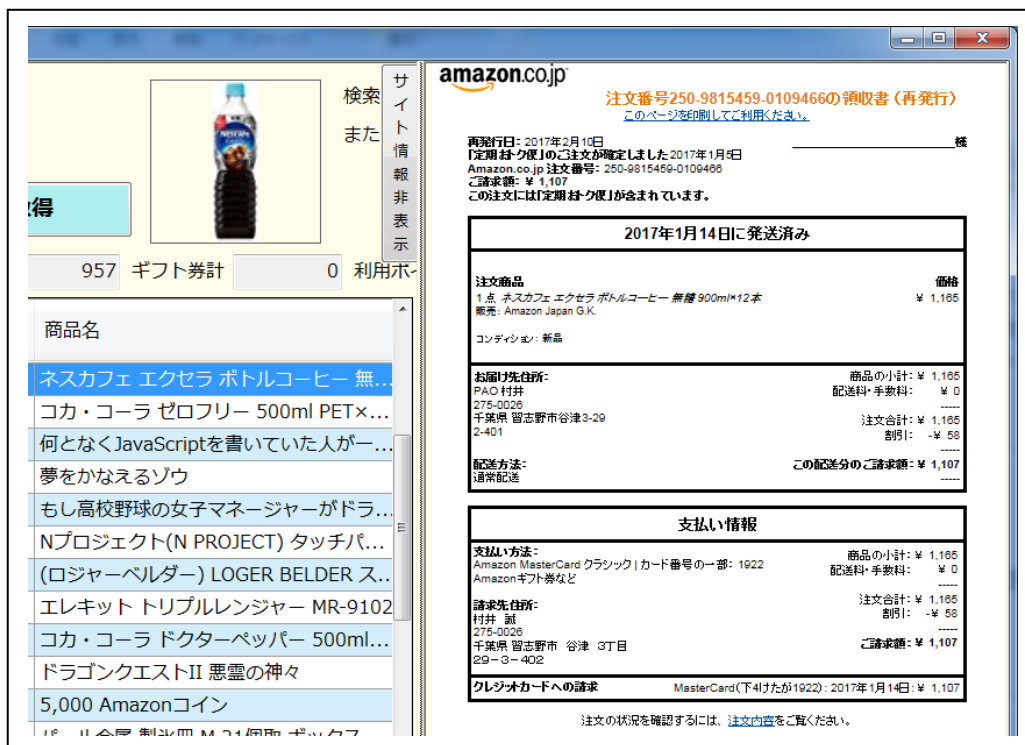 検索
また
サイト情報非表示
得
957 ギフト券計 0 利用ポイ
商品名
ネスカフェ エクセラ ボトルコーヒー 無...
コカ・コーラ ゼロフリー 500ml PET×...
何となくJavaScriptを書いていた人が一...
夢をかなえるゾウ
もし高校野球の女子マネージャーがドラ...
Nプロジェクト(N PROJECT) タッチパ...
(ロジャーベルダー) LOGER BELDER ス...
エレキット トリプルレンジャー MR-9102
コカ・コーラ ドクターペッパー 500ml...
ドラゴンクエストII 悪霊の神々
5,000 Amazonコイン
amazon.co.jp
注文番号250-9815459-0109466の領収書 (再発行)
このページを印刷してご利用ください。
再発行日: 2017年2月10日
様
「定期おトク便」のご注文が確定しました 2017年1月5日
Amazon.co.jp 注文番号: 250-9815459-0109466
ご請求額: ¥ 1,107
この注文には「定期おトク便」が含まれています。
2017年1月14日に発送済み
注文商品 価格
1 点 ネスカフェ エクセラ ボトルコーヒー 無糖 900ml×12本 ¥ 1,165
販売: Amazon Japan G.K.
コンディション: 新品
お届け先住所:
PAO 村井
275-0026
千葉県 習志野市谷津3-29
2-401
商品の小計: ¥ 1,165
配送料・手数料: ¥ 0
-----
注文合計: ¥ 1,165
割引: -¥ 58
-----
配送方法:
通常配送
この配送分のご請求額: ¥ 1,107
-----
支払い情報
支払い方法:
Amazon MasterCard クラシック | カード番号の一部: 1922
Amazonギフト券など
商品の小計: ¥ 1,165
配送料・手数料: ¥ 0
-----
請求先住所:
村井 誠
275-0026
千葉県 習志野市 谷津 3丁目
29-3-402
注文合計: ¥ 1,165
割引: -¥ 58
-----
ご請求額: ¥ 1,107
クレジットカードへの請求 MasterCard(下4けたが1922): 2017年1月14日: ¥ 1,107
注文の状況を確認するには、注文内容をご覧ください。